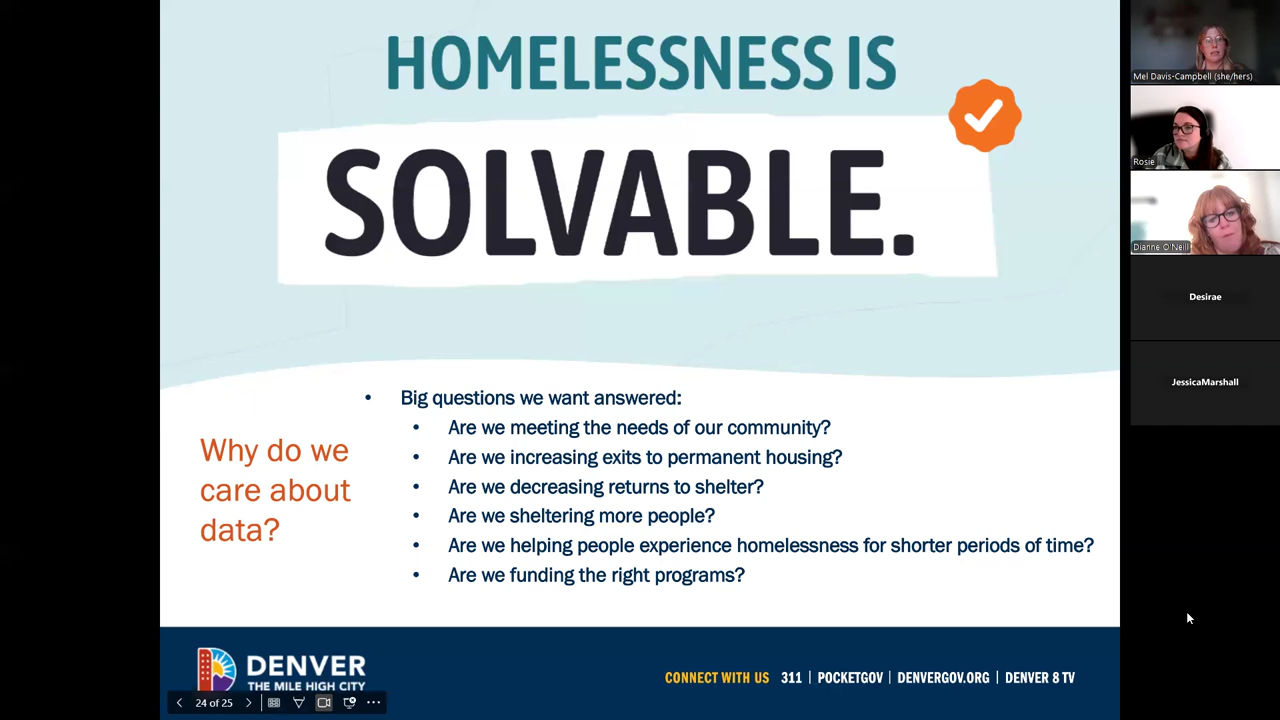 HOMELESSNESS IS
SOLVABLE.
Why do we
care about
data?
• Big questions we want answered:
• Are we meeting the needs of our community?
• Are we increasing exits to permanent housing?
• Are we decreasing returns to shelter?
• Are we sheltering more people?
• Are we helping people experience homelessness for shorter periods of time?
• Are we funding the right programs?
DENVER
THE MILE HIGH CITY
CONNECT WITH US 311 | POCKETGOV | DENVERGOV.ORG | DENVER 8 TV
24 of 25
Mel Davis-Campbell (she/hers)
Rosie
Dianne O'Neill
Desirae
JessicaMarshall